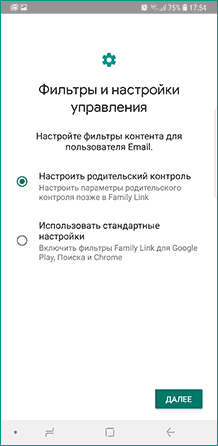 75% 17:54
Фильтры и настройки
управления
Настройте фильтры контента для
пользователя Email.
Настроить родительский контроль
Настроить параметры родительского
контроля позже в Family Link
Использовать стандартные
настройки
Включить фильтры Family Link для Google
Play, Поиска и Chrome
ДАЛЕЕ